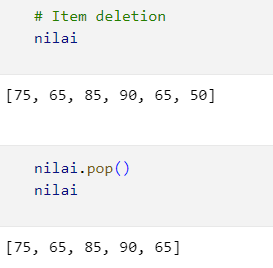 # Item deletion
nilai
[75, 65, 85, 90, 65, 50]
nilai.pop()
nilai
[75, 65, 85, 90, 65]